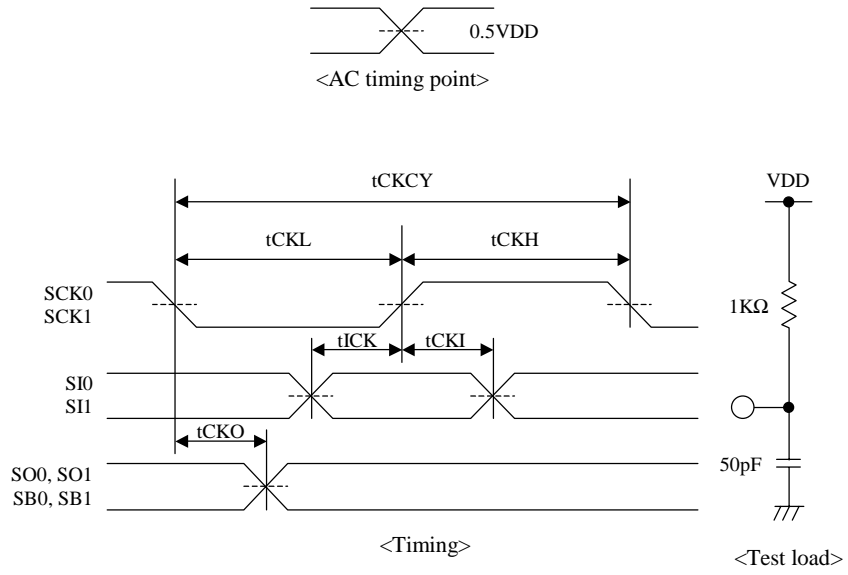 0.5VDD
<AC timing point>
tCKCY
VDD
tCKL
tCKH
SCK0
SCK1
1KΩ
tICK
tCKI
SI0
SI1
tCKO
SO0, SO1
SB0, SB1
50pF
<Timing>
<Test load>